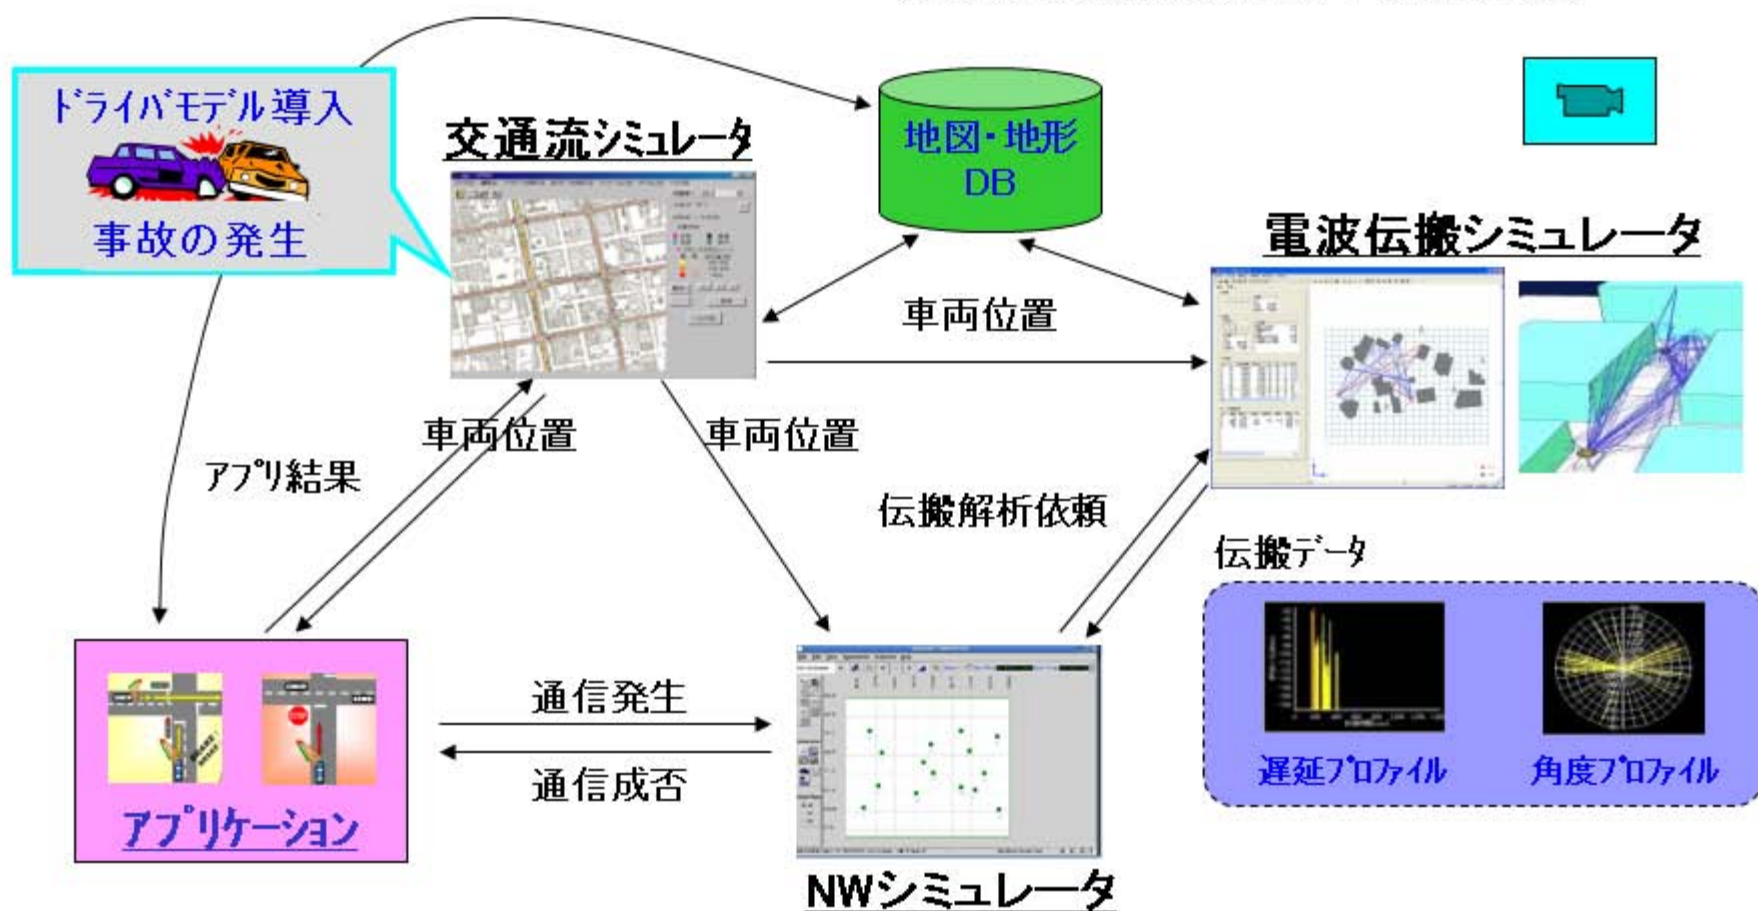 ドライバモデル導入
事故の発生
交通流シミュレータ
地図・地形
DB
電波伝搬シミュレータ
車両位置
車両位置
車両位置
アプリ結果
伝搬解析依頼
伝搬データ
遅延プロファイル
角度プロファイル
通信発生
通信成否
STOP
アプリケーション
NWシミュレータ